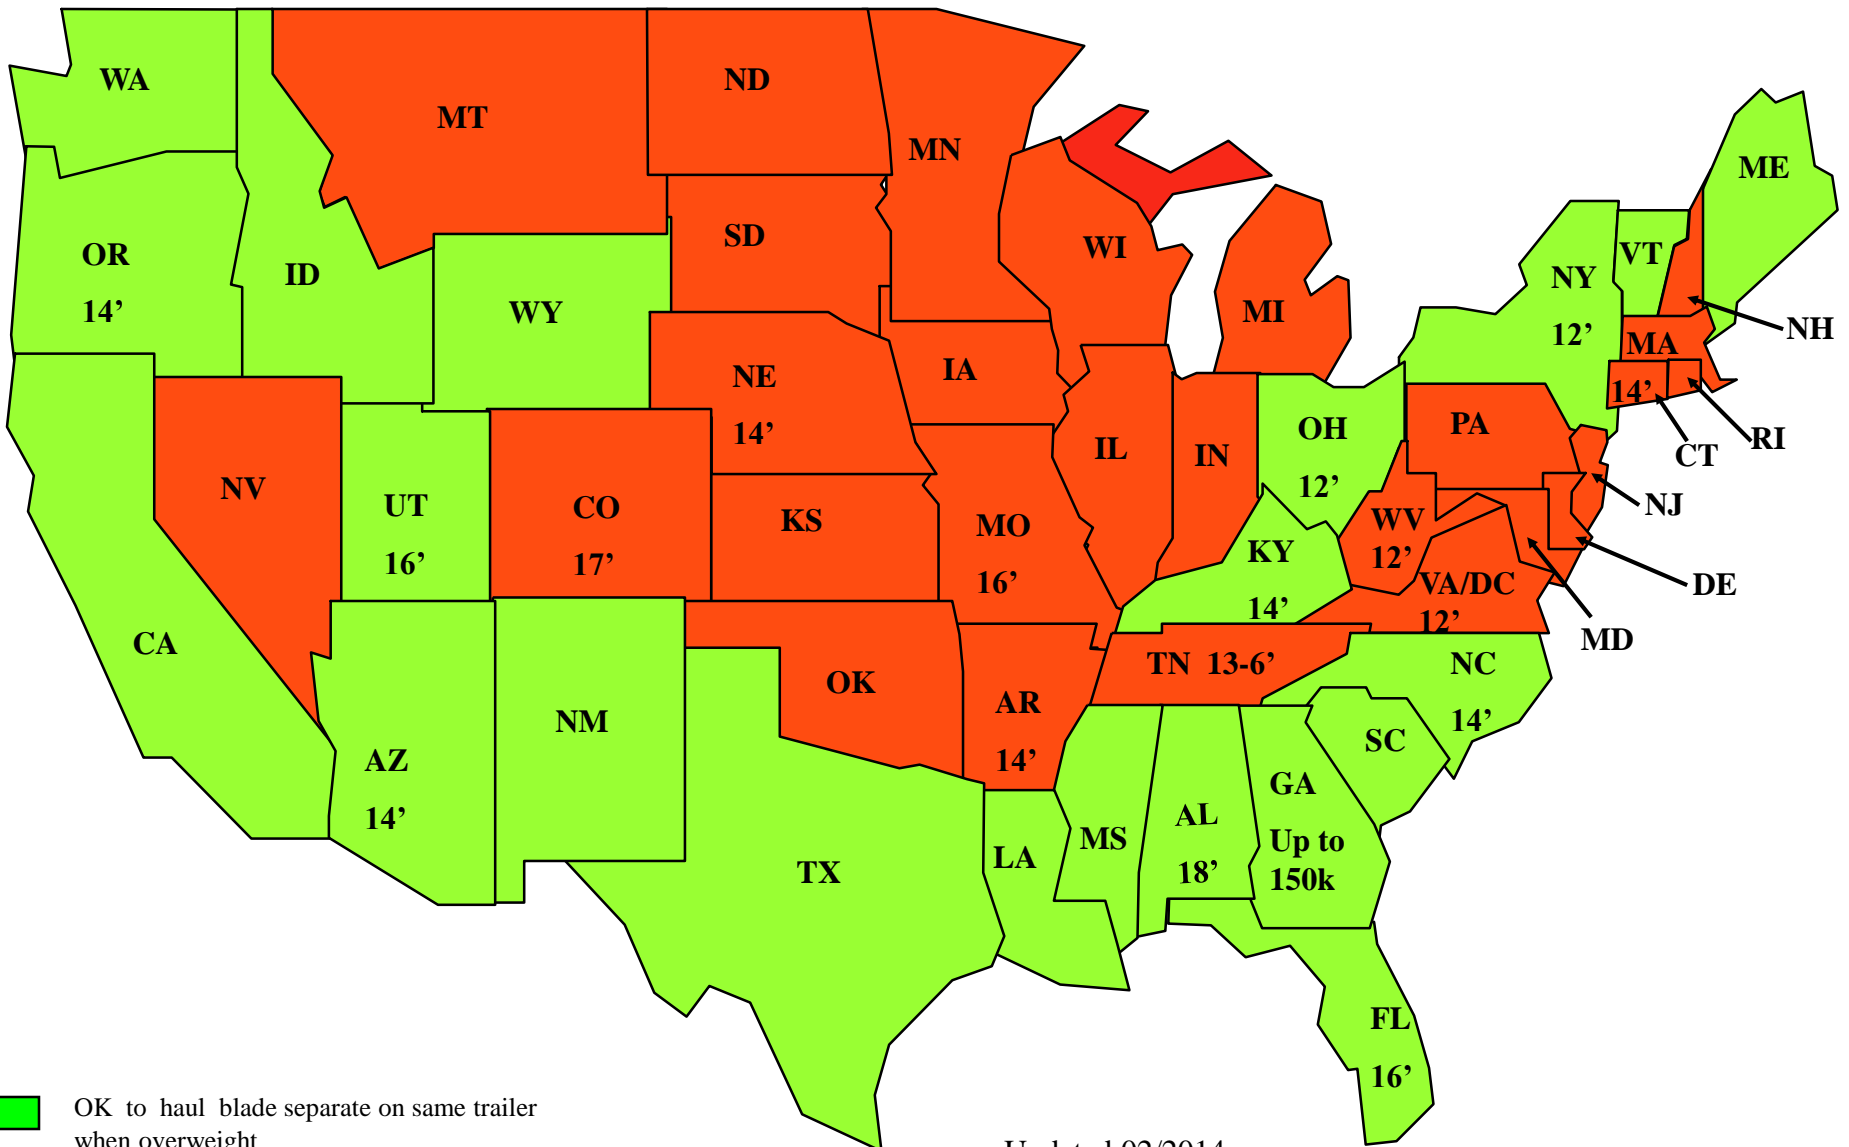 WA
MT
ND
MN
ME
OR
14’
ID
WY
SD
WI
MI
NY
12’
VT
NH
MA
NE
14’
IA
14’
CT
RI
PA
OH
12’
IL
IN
NV
UT
16’
CO
17’
KS
MO
16’
KY
14’
WV
12’
VA/DC
12’
NJ
DE
MD
CA
AZ
14’
NM
OK
AR
14’
TN 13-6’
NC
14’
SC
GA
Up to
150k
AL
18’
MS
LA
TX
FL
16’
OK to haul blade separate on same trailer
when overweight
Updated 02/2014